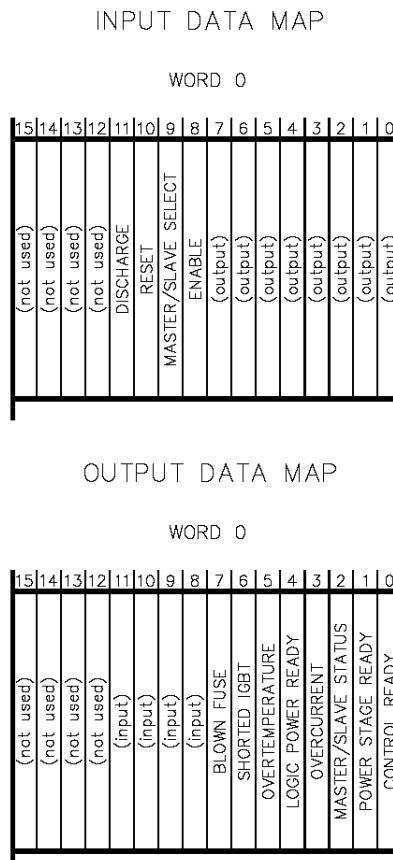 INPUT DATA MAP
WORD 0
15 14 13 12 11 10 9 8 7 6 5 4 3 2 1 0
(not used)
(not used)
(not used)
(not used)
DISCHARGE
RESET
MASTER/SLAVE SELECT
ENABLE
(output)
(output)
(output)
(output)
(output)
(output)
(output)
(output)
OUTPUT DATA MAP
WORD 0
15 14 13 12 11 10 9 8 7 6 5 4 3 2 1 0
(not used)
(not used)
(not used)
(not used)
(input)
(input)
(input)
(input)
BLOWN FUSE
SHORTED IGBT
OVERTEMPERATURE
LOGIC POWER READY
OVERCURRENT
MASTER/SLAVE STATUS
POWER STAGE READY
CONTROL READY